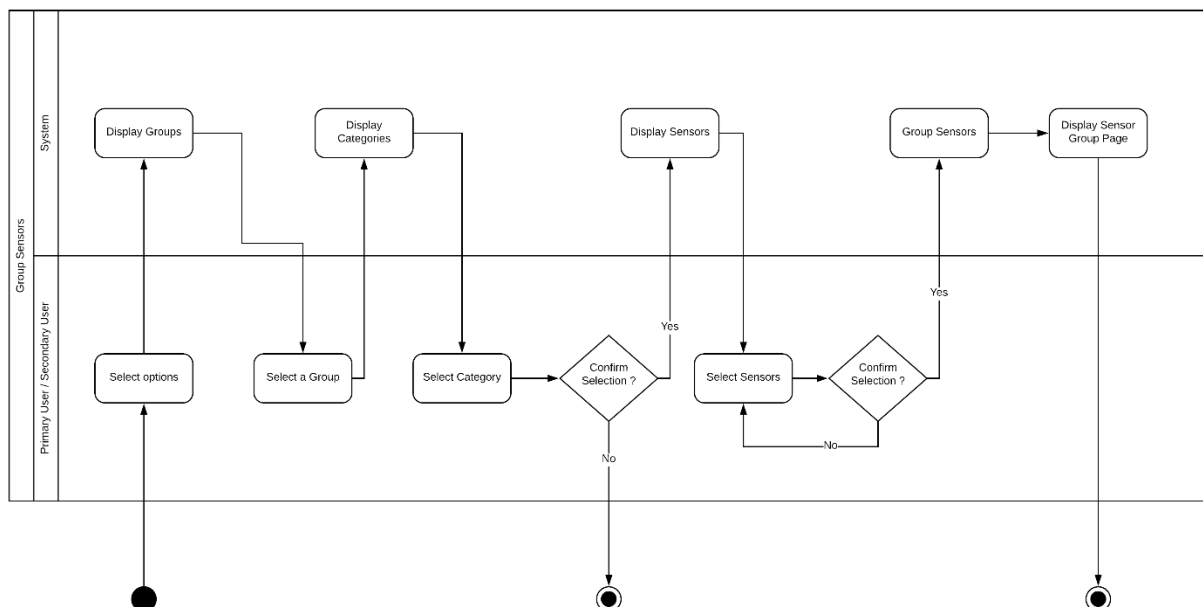 Group Sensors
System
Display Groups
Display
Categories
Display Sensors
Group Sensors
Display Sensor
Group Page
Primary User / Secondary User
Select options
Select a Group
Select Category
Confirm
Selection ?
Yes
No
Select Sensors
Confirm
Selection ?
Yes
No